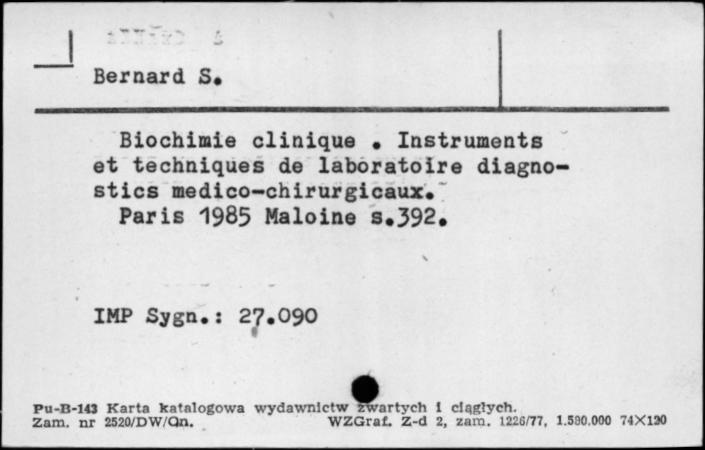 Bernard S.
Biochimie clinique . Instruments
et techniques de laboratoire diagno-
stics medico-chirurgicaux.
Paris 1985 Maloine s.392.
IMP Sygn.: 27.090
Pu-B-143 Karta katalogowa wydawnictw zwartych i ciągłych.
Zam. nr 2520/DW/Qn. WZGraf. Z-d 2, zam. 1226/77, 1.580.000 74×120